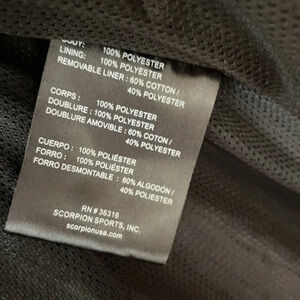 BODY: 100% POLYESTER
LINING: 100% POLYESTER
REMOVABLE LINER : 60% COTTON /
40% POLYESTER
CORPS : 100% POLYESTER
DOUBLURE : 100% POLYESTER
DOUBLURE AMOVIBLE : 60% COTON /
40% POLYESTER
CUERPO : 100% POLIÉSTER
FORRO : 100% POLIÉSTER
FORRO DESMONTABLE : 60% ALGODÓN /
40% POLIÉSTER
RN # 36316
SCORPION SPORTS, INC.
scorpionusa.com